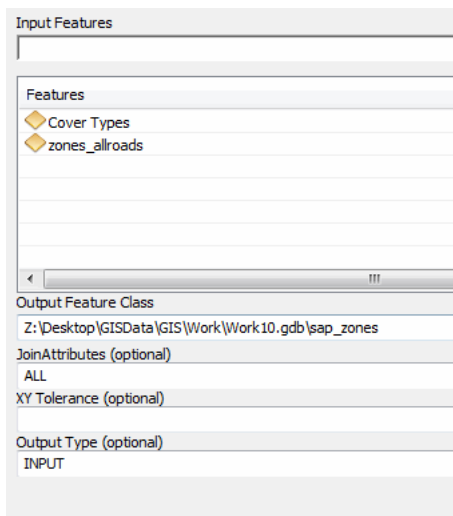 Input Features
Features
Cover Types
zones_allroads
Output Feature Class
Z:\Desktop\GISData\GIS\Work\Work10.gdb\sap_zones
JoinAttributes (optional)
ALL
XY Tolerance (optional)
Output Type (optional)
INPUT